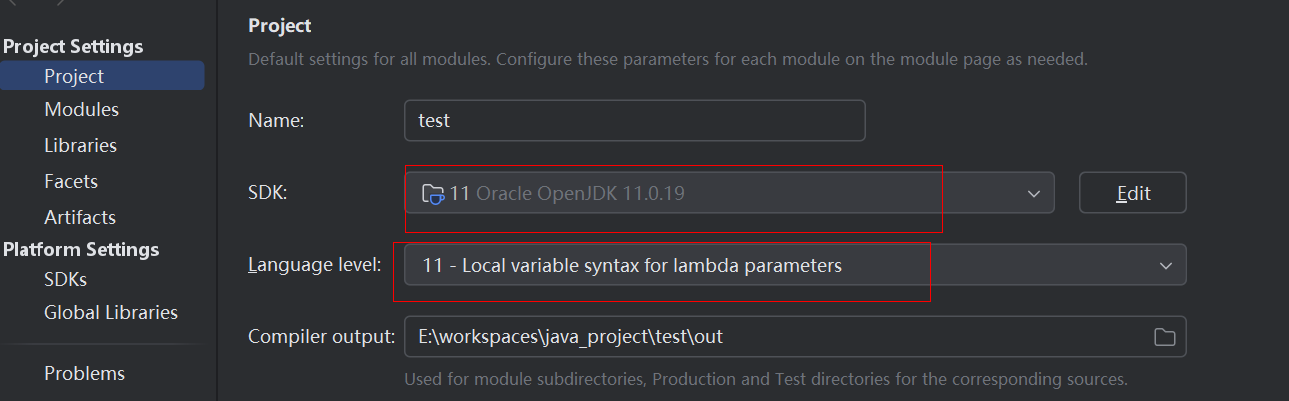 Project Settings
Project
Modules
Libraries
Facets
Artifacts
Platform Settings
SDKs
Global Libraries
Problems
Project
Default settings for all modules. Configure these parameters for each module on the module page as needed.
Name: test
SDK: 11 Oracle OpenJDK 11.0.19 Edit
Language level: 11 - Local variable syntax for lambda parameters
Compiler output: E:\workspaces\java_project\test\out
Used for module subdirectories, Production and Test directories for the corresponding sources.